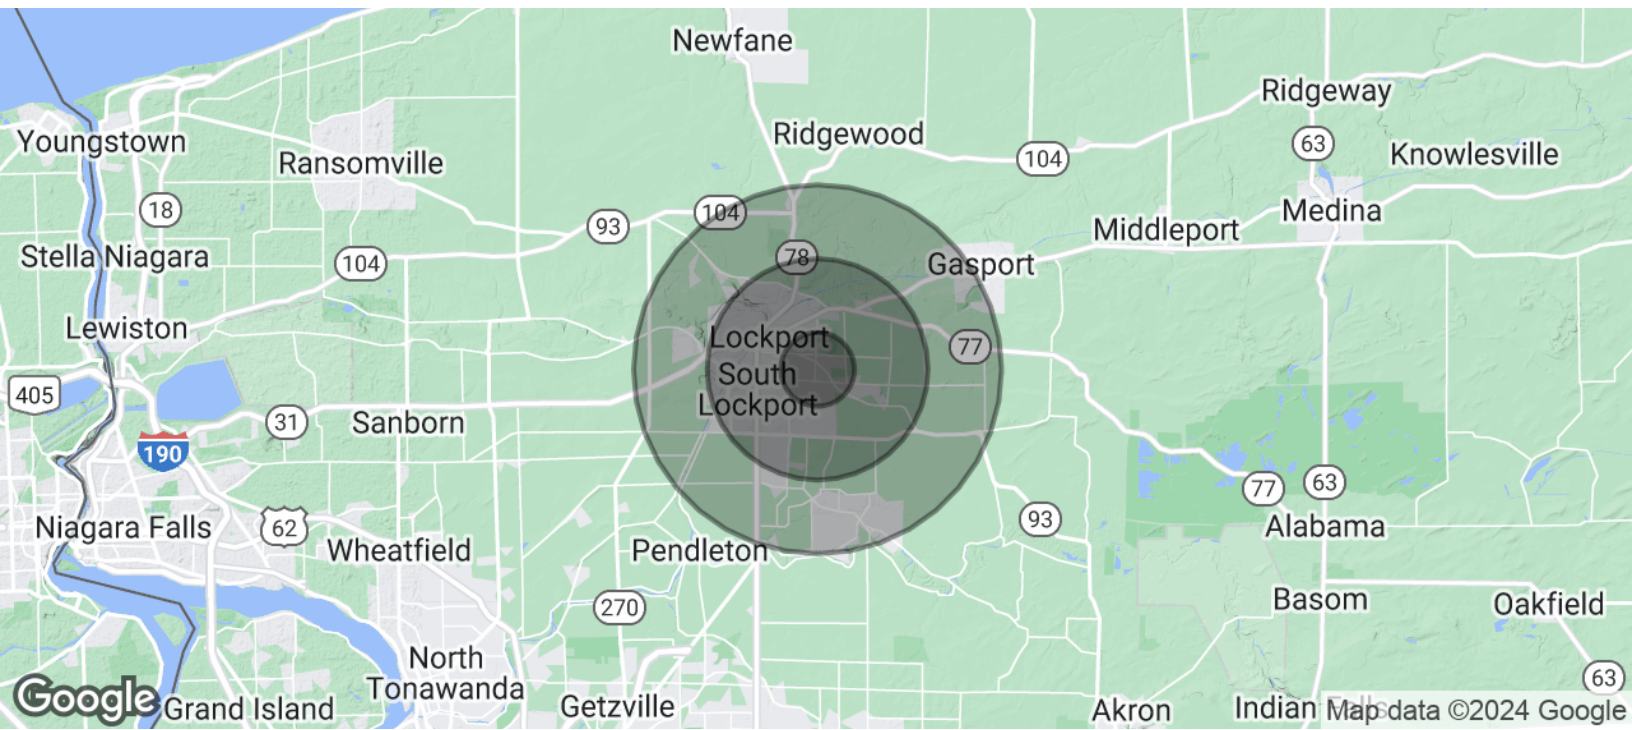 Newfane
Ridgeway
Ridgewood
Youngstown
63
Knowlesville
104
Ransomville
18
104
Medina
93
Middleport
Stella Niagara
78
104
Gasport
Lewiston
Lockport
77
405
South
Lockport
31
Sanborn
190
63
77
Niagara Falls
62
93
Alabama
Wheatfield
Pendleton
Basom
270
Oakfield
North
Tonawanda
63
Google
Grand Island
Getzville
Akron
Indian Falls
Map data ©2024 Google